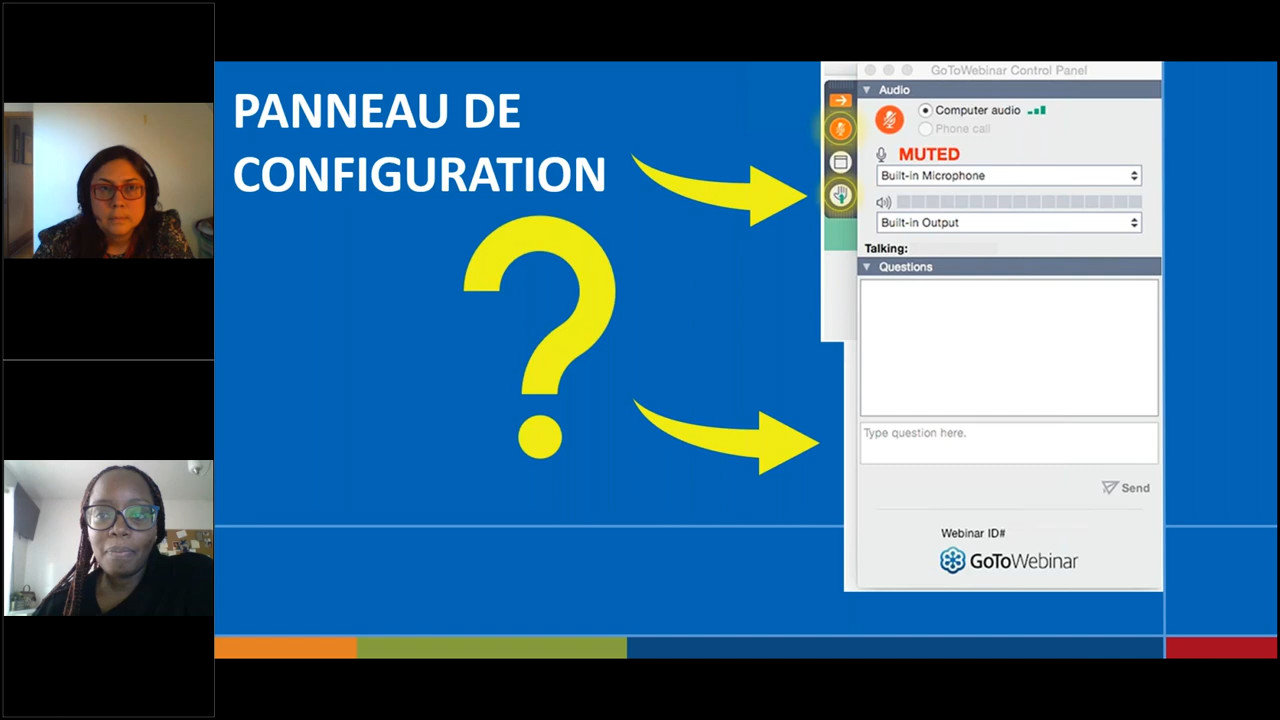 PANNEAU DE
CONFIGURATION
GoToWebinar Control Panel
Audio
Computer audio
Phone call
MUTED
Built-in Microphone
Built-in Output
Talking:
Questions
Type question here.
Send
Webinar ID#
GoToWebinar